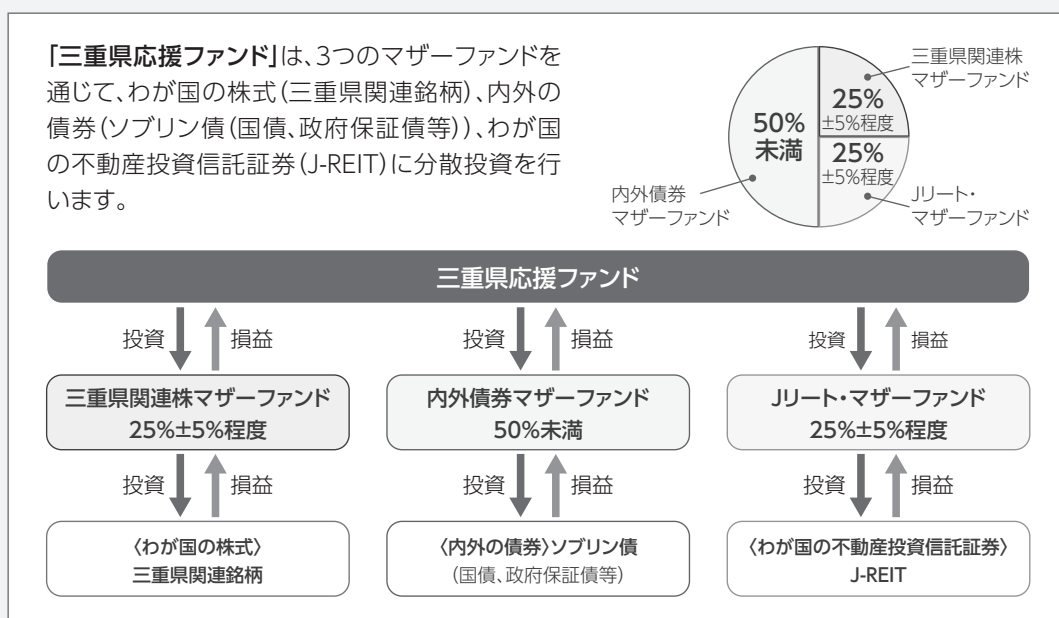 「三重県応援ファンド」は、3つのマザーファンドを
通じて、わが国の株式(三重県関連銘柄)、内外の
債券(ソブリン債(国債、政府保証債等))、わが国
の不動産投資信託証券(J-REIT)に分散投資を行
います。
三重県関連株
マザーファンド
25%
±5%程度
50%
未満
25%
±5%程度
内外債券
マザーファンド
Jリート・
マザーファンド
三重県応援ファンド
投資 損益 投資 損益 投資 損益
三重県関連株マザーファンド
25%±5%程度
内外債券マザーファンド
50%未満
Jリート・マザーファンド
25%±5%程度
投資 損益 投資 損益 投資 損益
〈わが国の株式〉
三重県関連銘柄
〈内外の債券〉ソブリン債
(国債、政府保証債等)
〈わが国の不動産投資信託証券〉
J-REIT